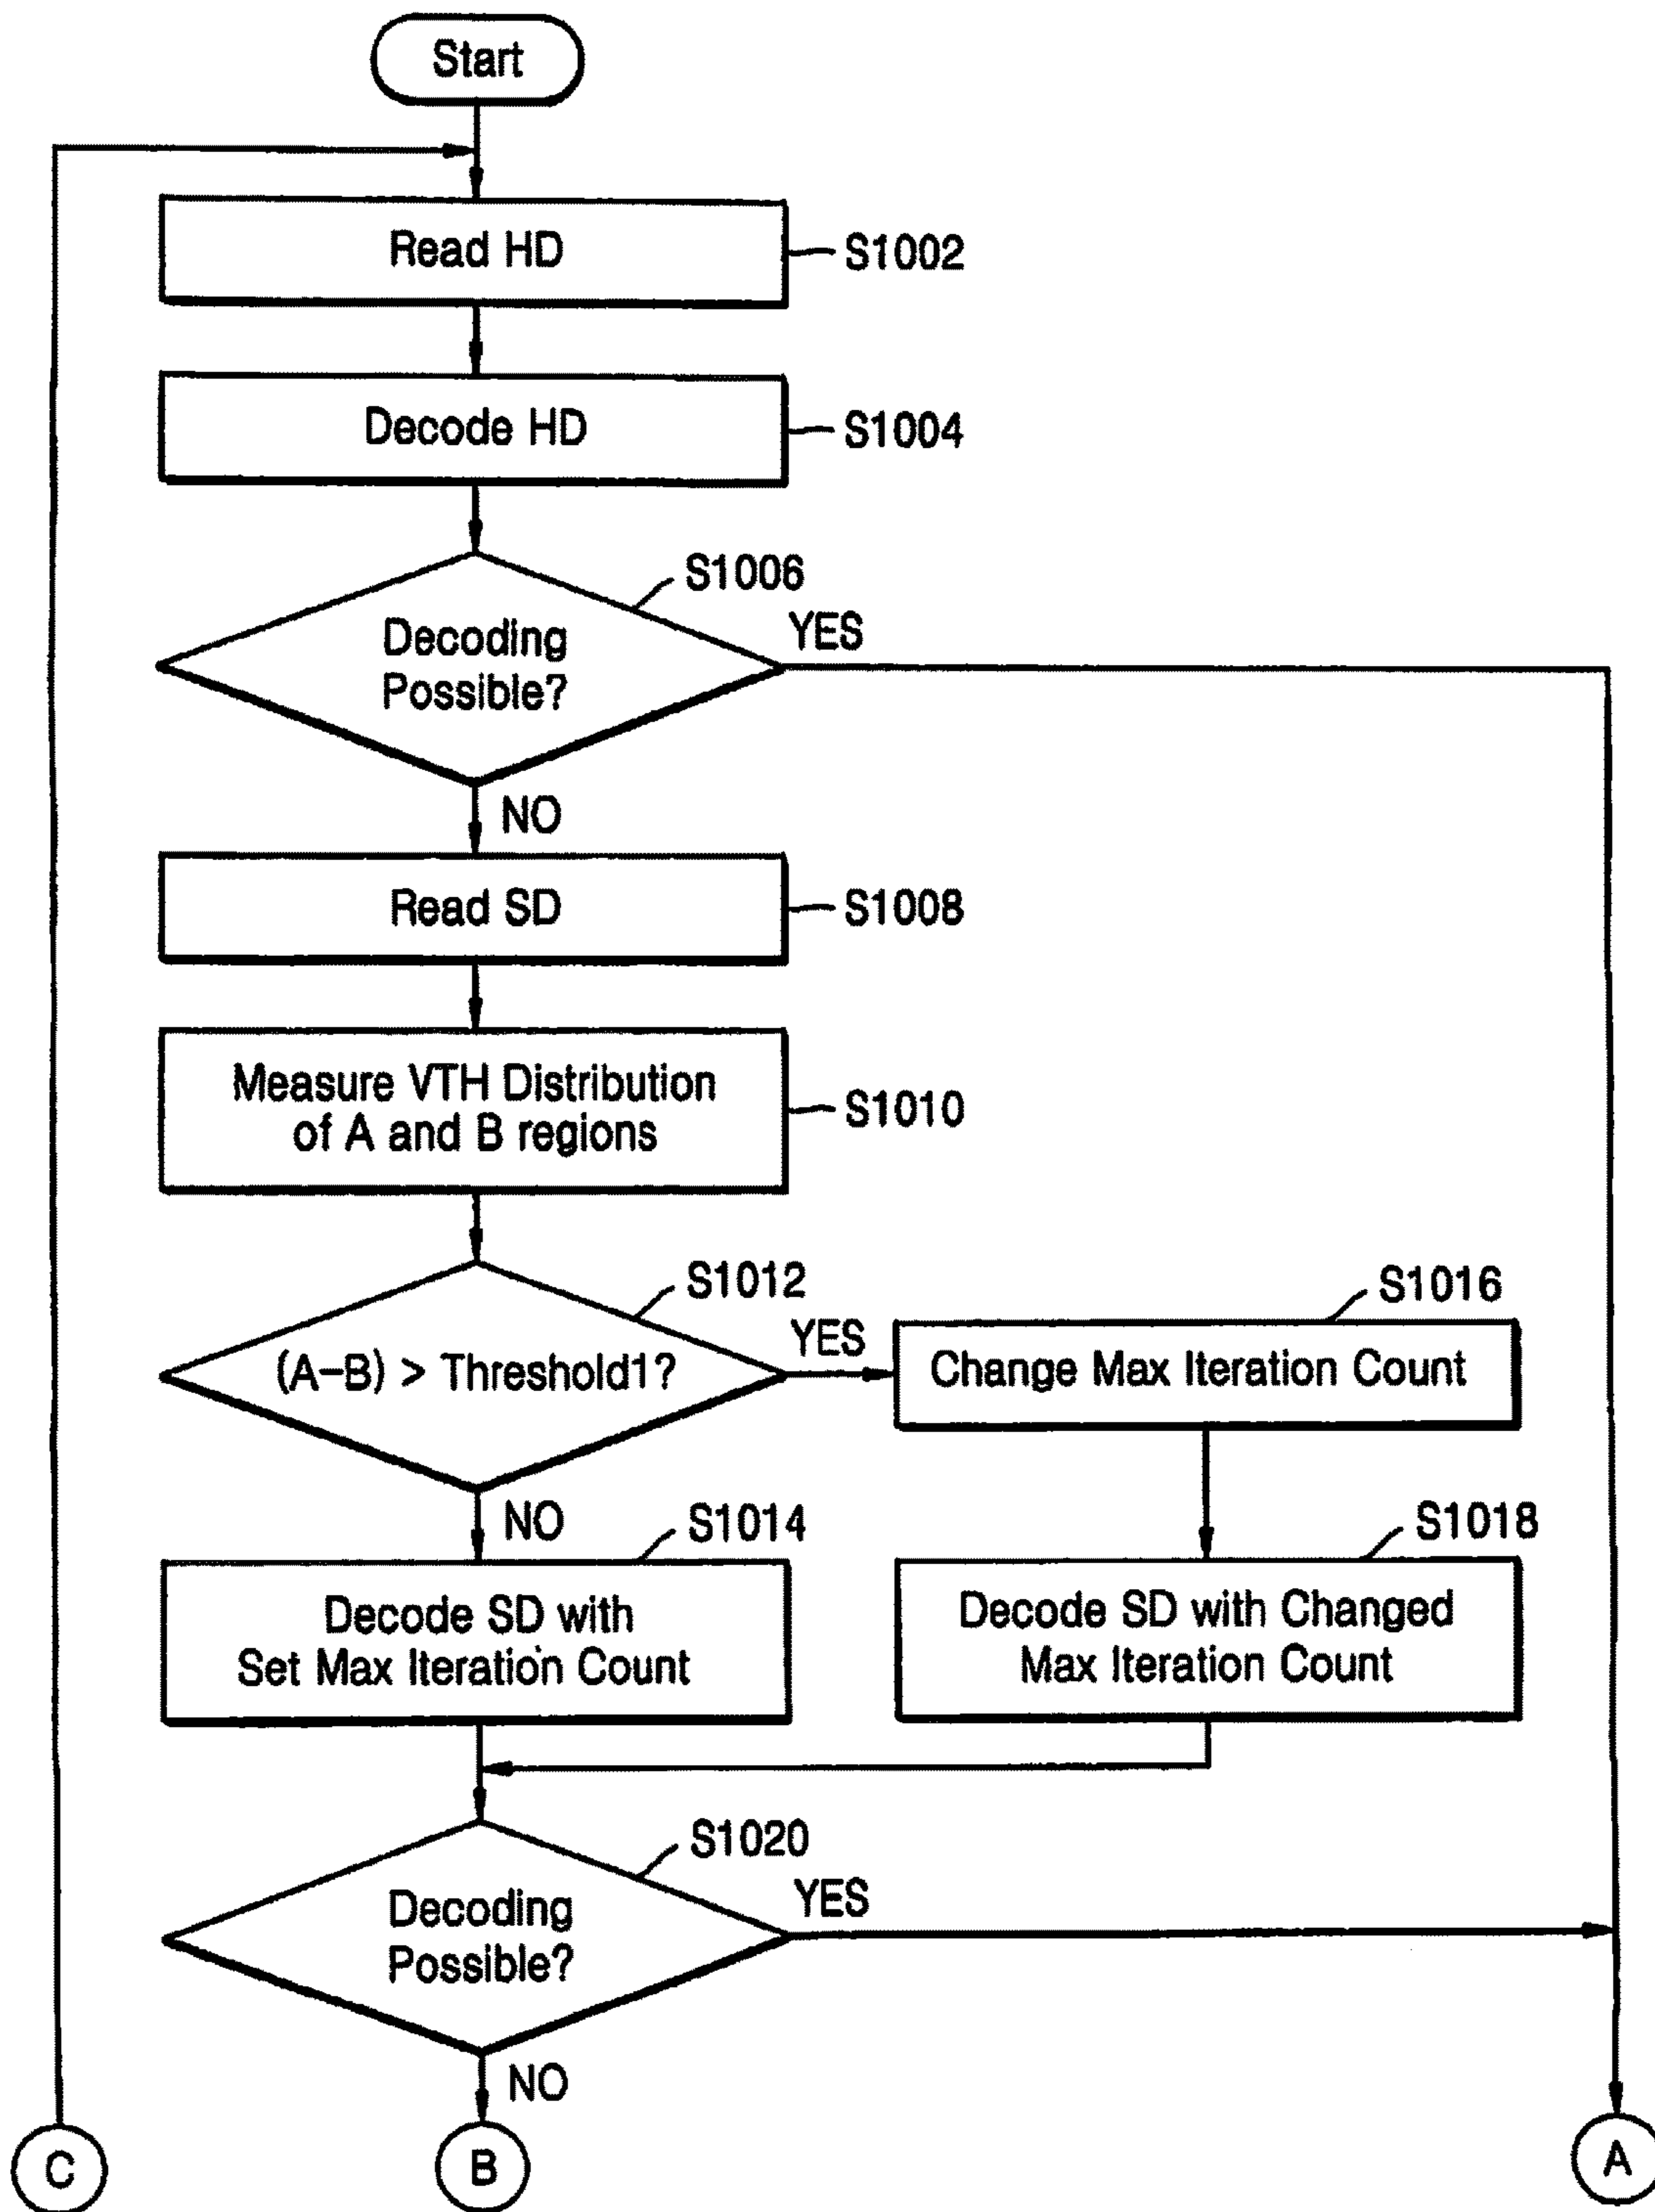 Start
Read HD
S1002
Decode HD
S1004
S1006
Decoding
Possible?
YES
NO
Read SD
S1008
Measure VTH Distribution
of A and B regions
S1010
S1012
(A-B) > Threshold1?
YES
S1016
Change Max Iteration Count
NO
S1014
Decode SD with
Set Max Iteration Count
S1018
Decode SD with Changed
Max Iteration Count
S1020
Decoding
Possible?
YES
NO
C
B
A